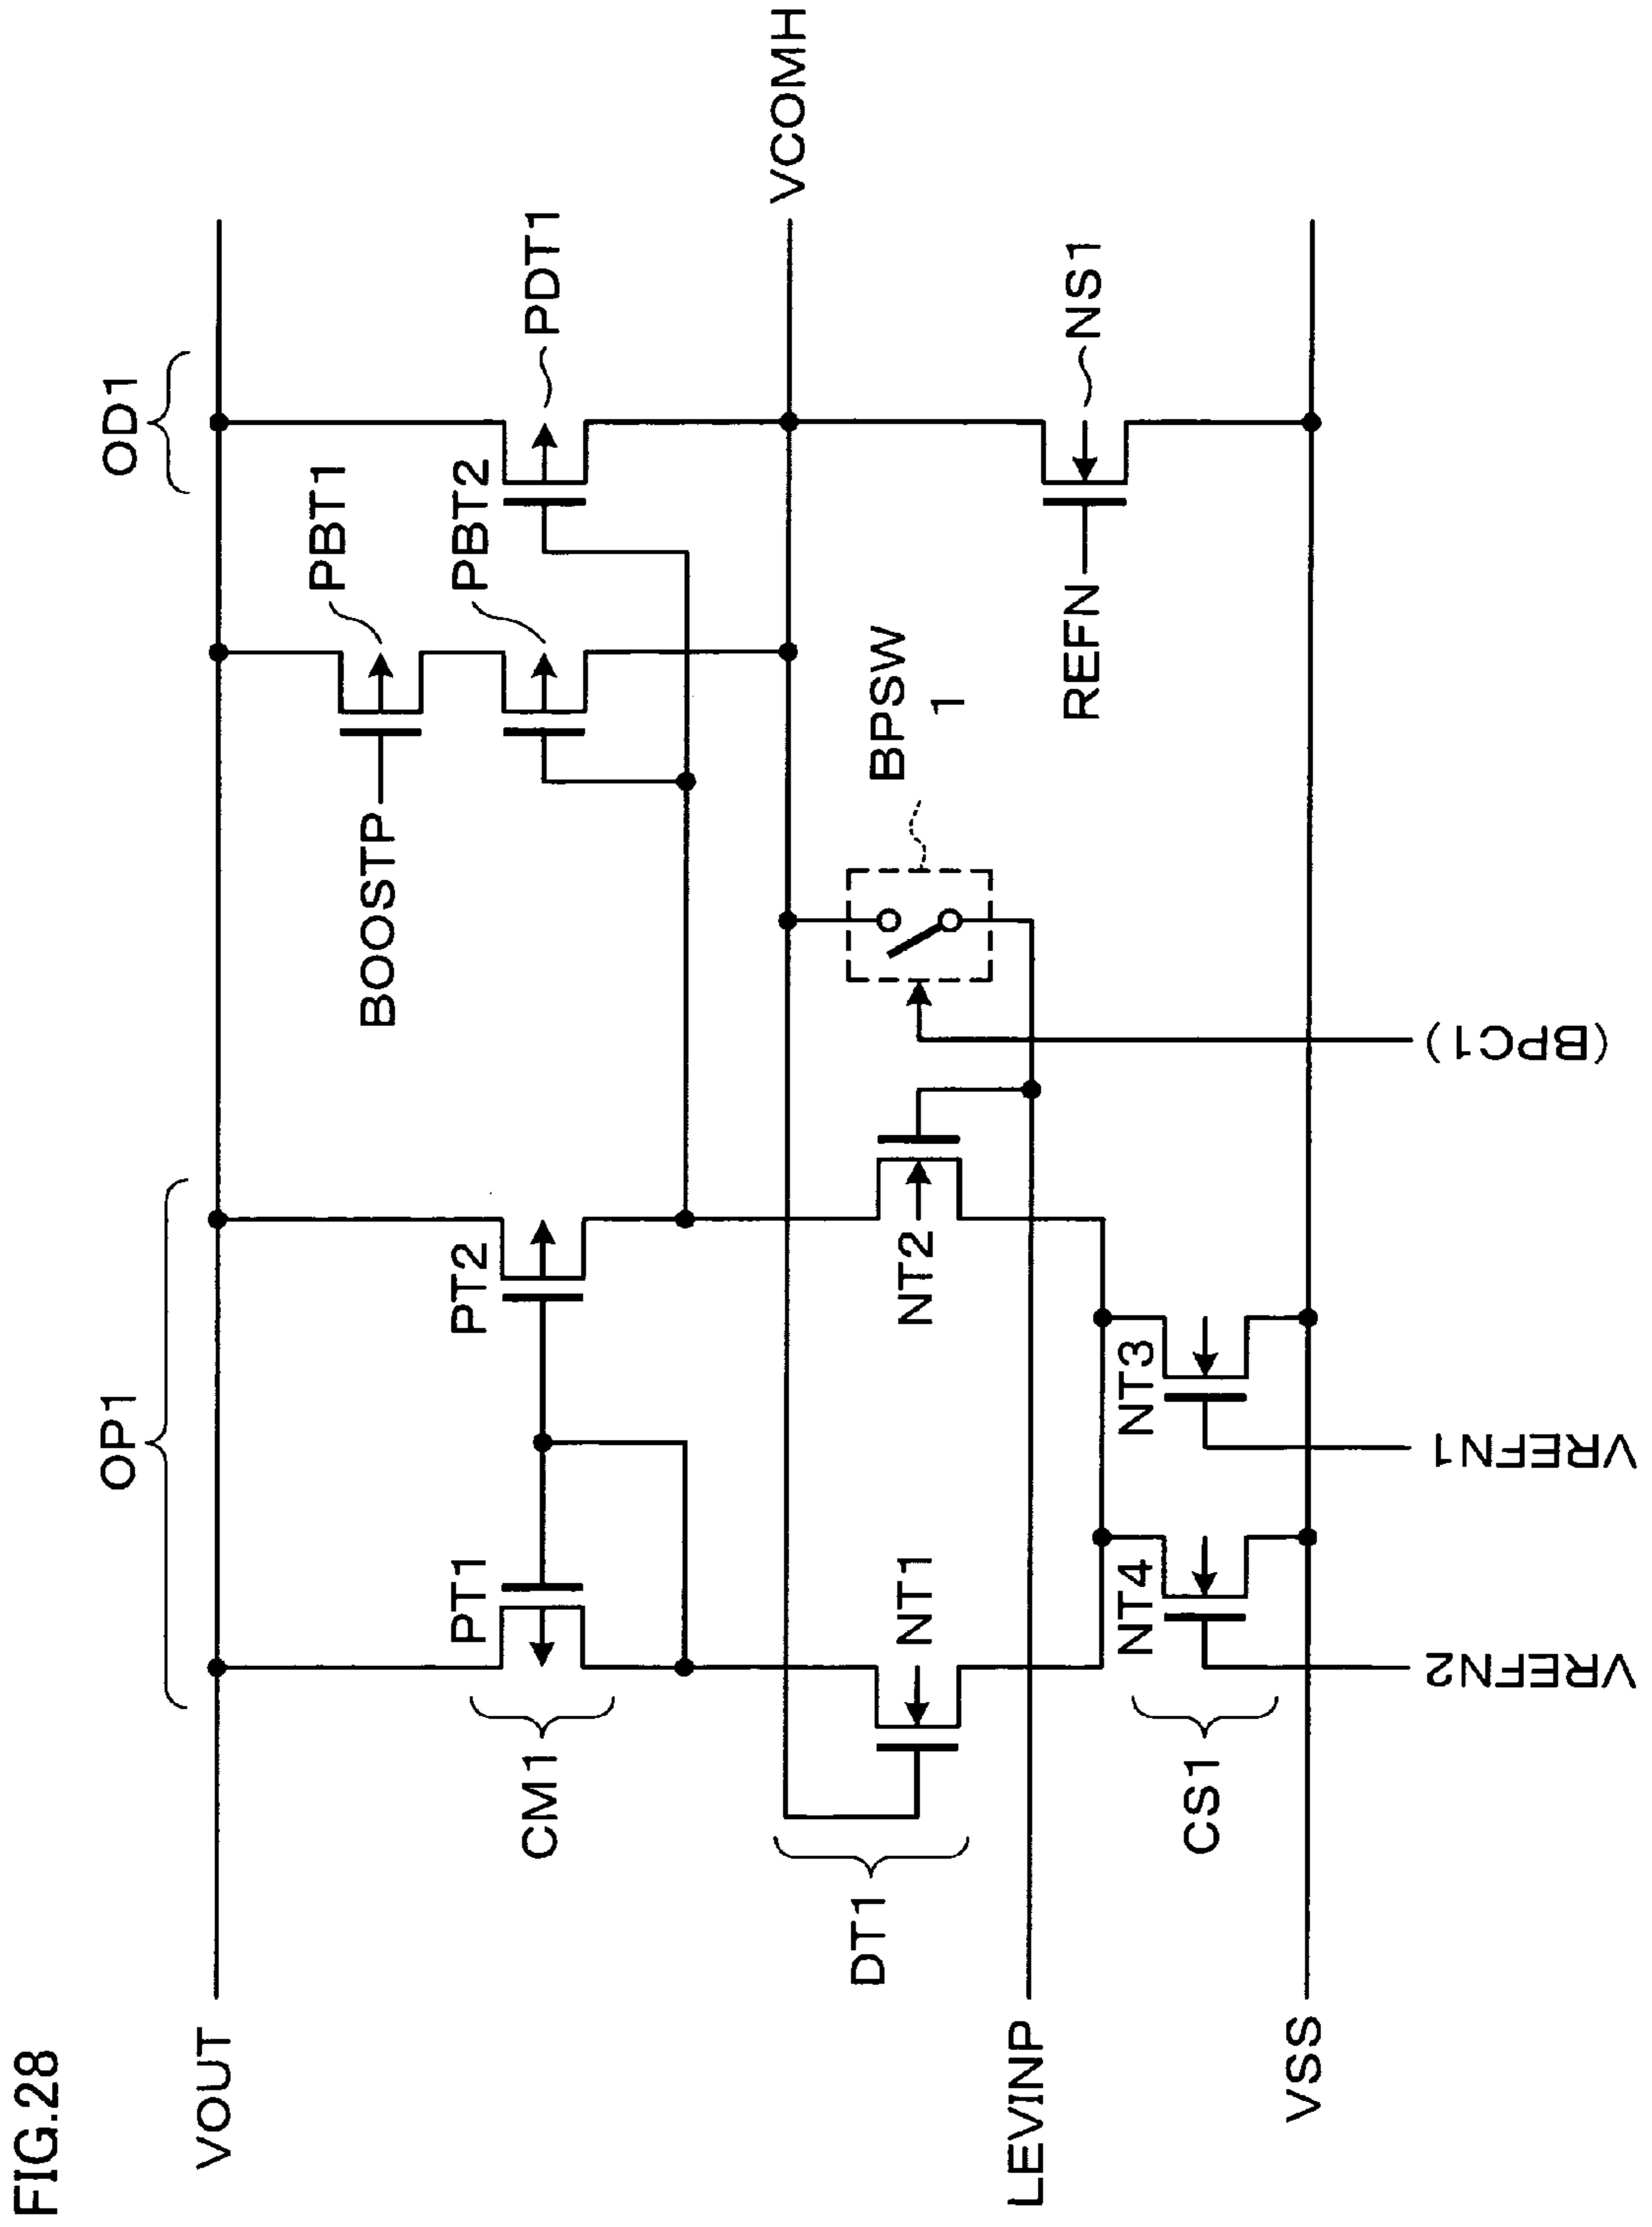 FIG.28
OP1
OD1
VOUT
PBT1
PBT2
PDT1
BOOSTP
PT1
PT2
CM1
VCOMH
BPSW
1
DT1
NT1
NT2
NS1
REFN
LEVINP
NT4
NT3
CS1
VSS
VREFN2
VREFN1
(BPC1)